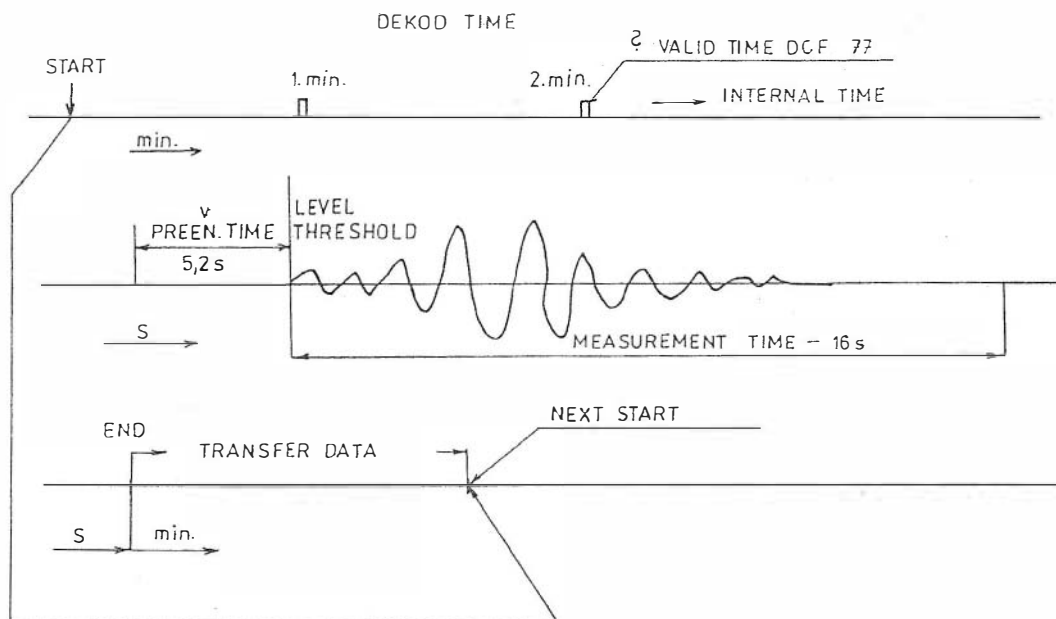 DEKOD TIME
? VALID TIME DCF 77
START
1.min.
2.min.
INTERNAL TIME
min.
LEVEL
THRESHOLD
v
PREEN.TIME
5,2 s
S
MEASUREMENT TIME – 16 s
NEXT START
END
TRANSFER DATA
S
min.